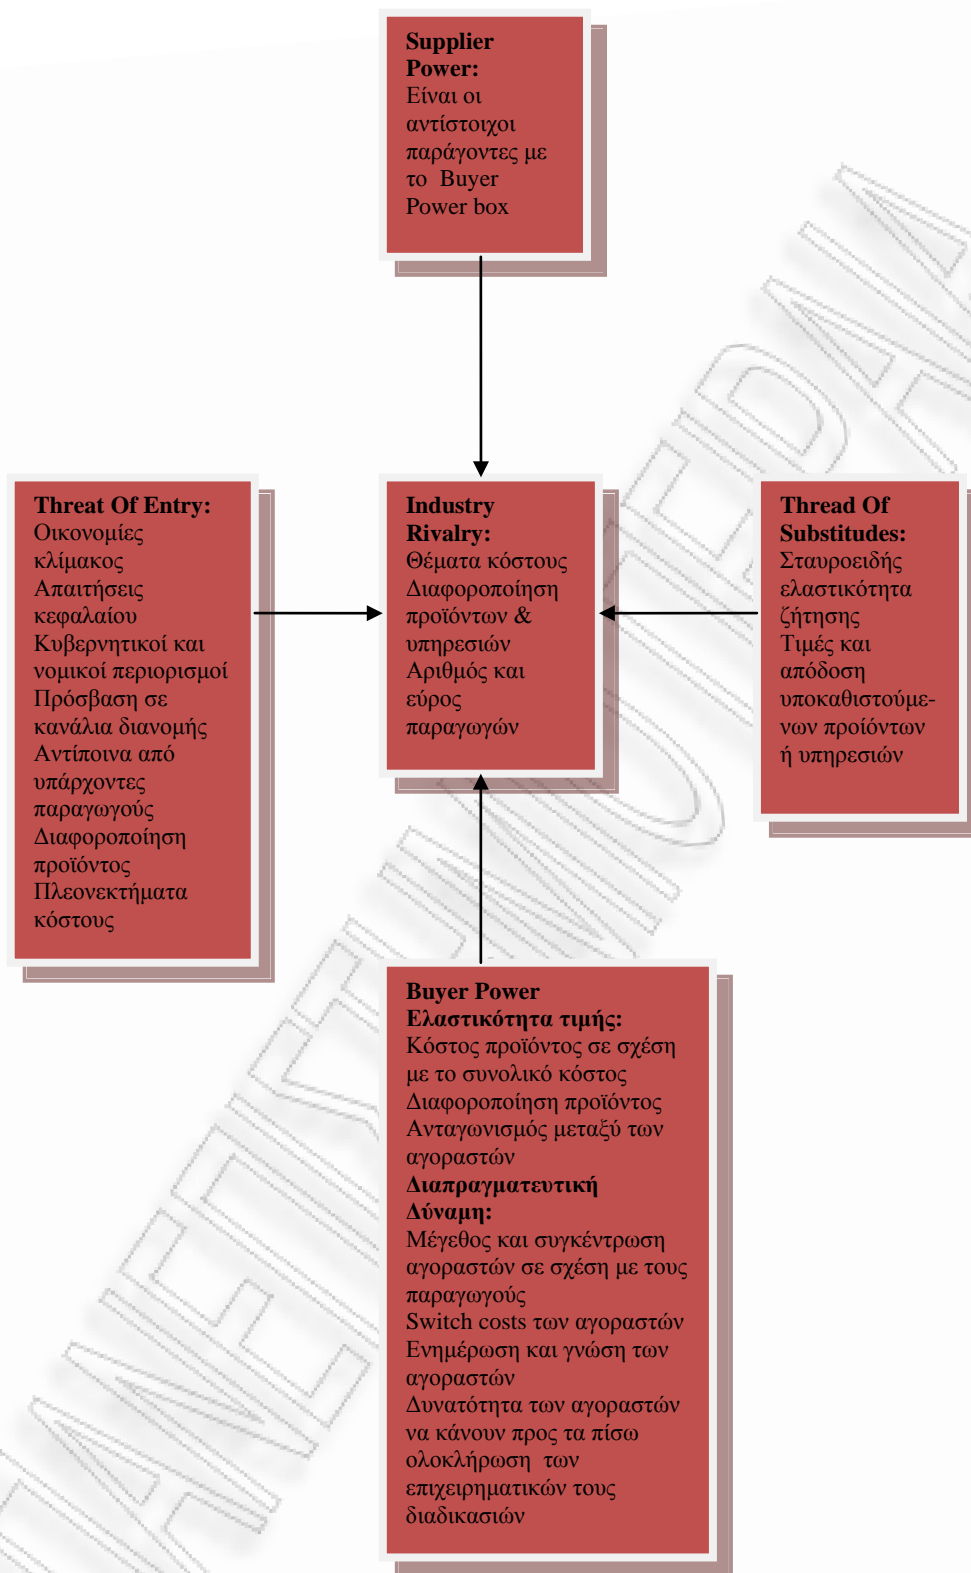 Supplier
Power:
Είναι οι
αντίστοιχοι
παράγοντες με
το Buyer
Power box
Threat Of Entry:
Οικονομίες
κλίμακος
Απαιτήσεις
κεφαλαίου
Κυβερνητικοί και
νομικοί περιορισμοί
Πρόσβαση σε
κανάλια διανομής
Αντίποινα από
υπάρχοντες
παραγωγούς
Διαφοροποίηση
προϊόντος
Πλεονεκτήματα
κόστους
Industry
Rivalry:
Θέματα κόστους
Διαφοροποίηση
προϊόντων &
υπηρεσιών
Αριθμός και
εύρος
παραγωγών
Thread Of
Substitudes:
Σταυροειδής
ελαστικότητα
ζήτησης
Τιμές και
απόδοση
υποκαθιστούμε-
νων προϊόντων
ή υπηρεσιών
Buyer Power
Ελαστικότητα τιμής:
Κόστος προϊόντος σε σχέση
με το συνολικό κόστος
Διαφοροποίηση προϊόντος
Ανταγωνισμός μεταξύ των
αγοραστών
Διαπραγματευτική
Δύναμη:
Μέγεθος και συγκέντρωση
αγοραστών σε σχέση με τους
παραγωγούς
Switch costs των αγοραστών
Ενημέρωση και γνώση των
αγοραστών
Δυνατότητα των αγοραστών
να κάνουν προς τα πίσω
ολοκλήρωση των
επιχειρηματικών τους
διαδικασιών